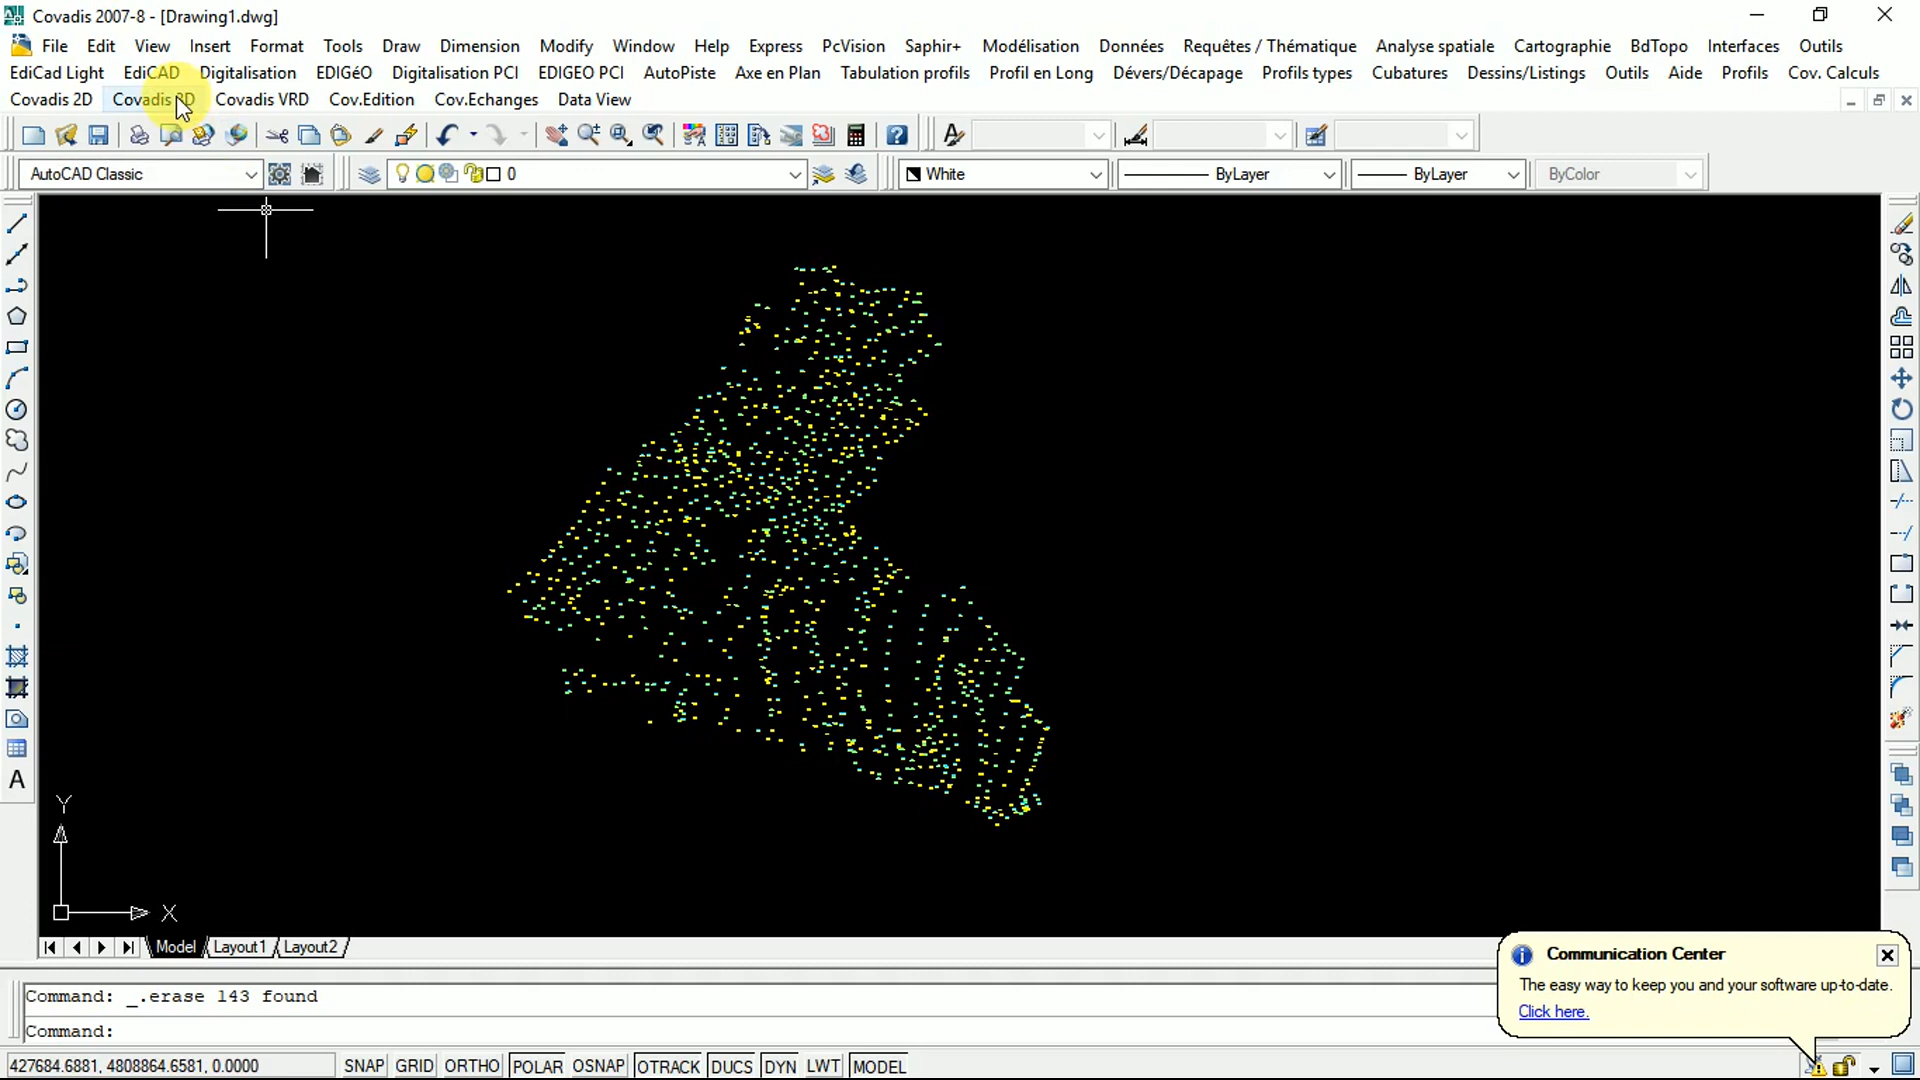 Covadis 2007-8 - [Drawing1.dwg]
File Edit View Insert Format Tools Draw Dimension Modify Window Help Express PcVision Saphir+ Modélisation Données Requêtes / Thématique Analyse spatiale Cartographie BdTopo Interfaces Outils
EdiCad Light EdiCAD Digitalisation EDIGéO Digitalisation PCI EDIGEO PCI AutoPiste Axe en Plan Tabulation profils Profil en Long Dévers/Décapage Profils types Cubatures Dessins/Listings Outils Aide Profils Cov. Calculs
Covadis 2D Covadis 3D Covadis VRD Cov.Edition Cov.Echanges Data View
AutoCAD Classic 0 White ByLayer ByLayer ByColor
A
Y
X
Model Layout1 Layout2
Communication Center
The easy way to keep you and your software up-to-date.
Click here.
Command: _.erase 143 found
Command:
427684.6881, 4808864.6581, 0.0000 SNAP GRID ORTHO POLAR OSNAP OTRACK DUCS DYN LWT MODEL